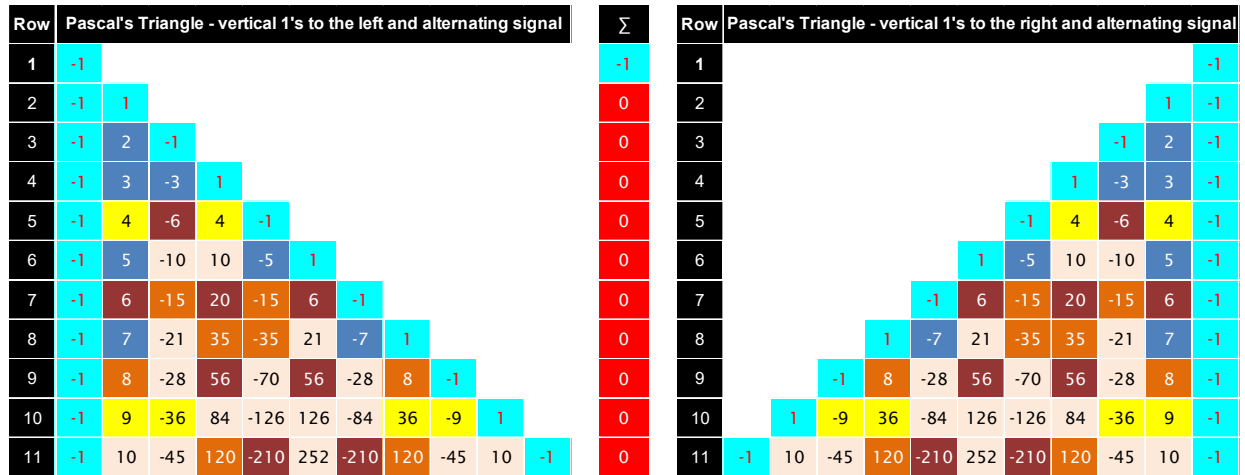 Row Pascal's Triangle - vertical 1's to the left and alternating signal ∑ Row Pascal's Triangle - vertical 1's to the right and alternating signal
1 -1 -1 1 -1
2 -1 1 0 2 1 -1
3 -1 2 -1 0 3 -1 2 -1
4 -1 3 -3 1 0 4 1 -3 3 -1
5 -1 4 -6 4 -1 0 5 -1 4 -6 4 -1
6 -1 5 -10 10 -5 1 0 6 1 -5 10 -10 5 -1
7 -1 6 -15 20 -15 6 -1 0 7 -1 6 -15 20 -15 6 -1
8 -1 7 -21 35 -35 21 -7 1 0 8 1 -7 21 -35 35 -21 7 -1
9 -1 8 -28 56 -70 56 -28 8 -1 0 9 -1 8 -28 56 -70 56 -28 8 -1
10 -1 9 -36 84 -126 126 -84 36 -9 1 0 10 1 -9 36 -84 126 -126 84 -36 9 -1
11 -1 10 -45 120 -210 252 -210 120 -45 10 -1 0 11 -1 10 -45 120 -210 252 -210 120 -45 10 -1